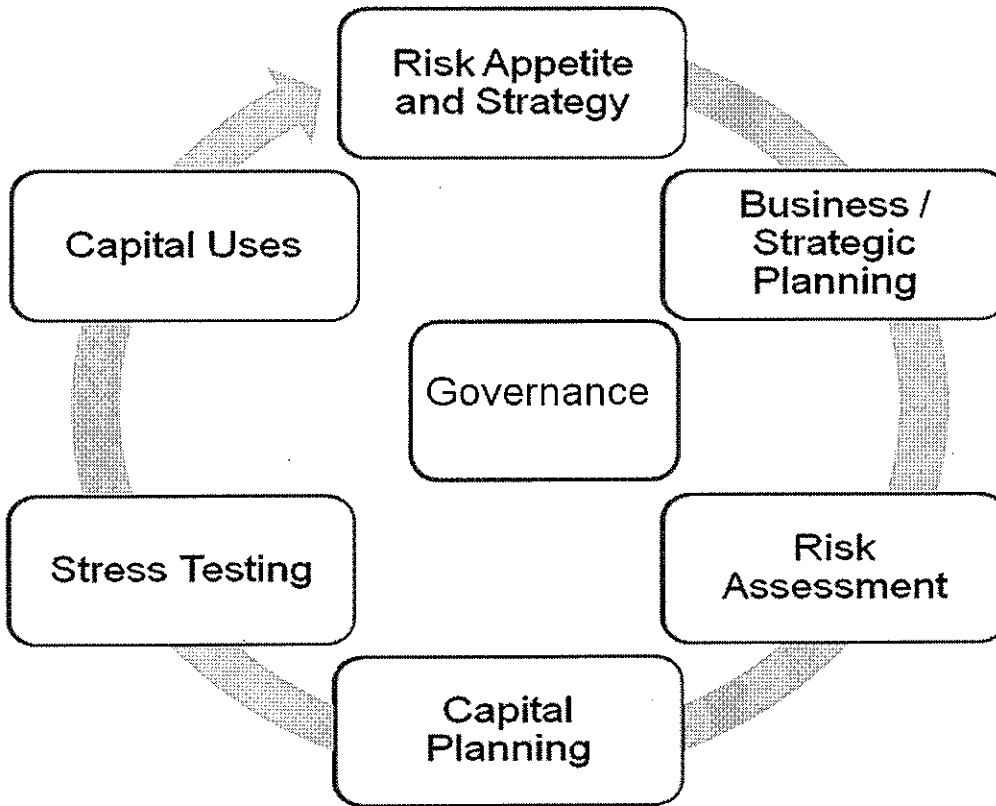 Risk Appetite
and Strategy
Business /
Strategic
Planning
Risk
Assessment
Capital
Planning
Stress Testing
Capital Uses
Governance